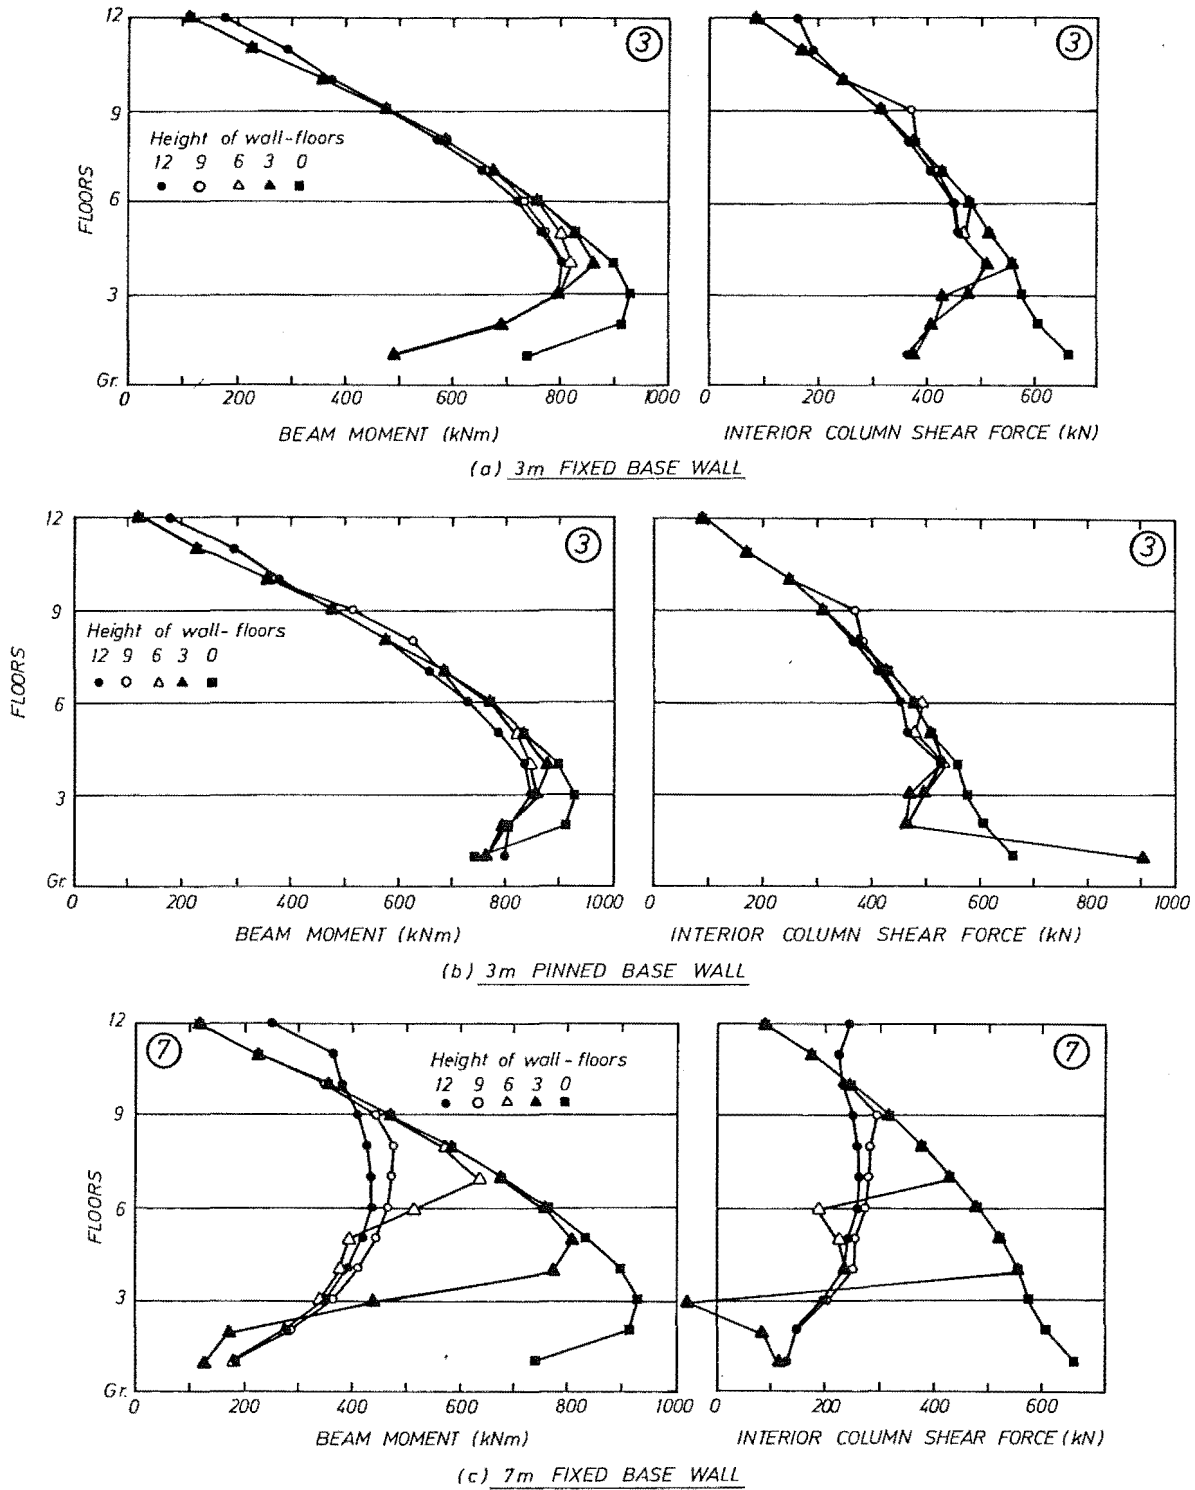 12
9
6
3
Gr.
FLOORS
Height of wall-floors
12 9 6 3 0
3
0 200 400 600 800 1000
BEAM MOMENT (kNm)
3
0 200 400 600
INTERIOR COLUMN SHEAR FORCE (kN)
(a) 3m FIXED BASE WALL
12
9
6
3
Gr
FLOORS
Height of wall-floors
12 9 6 3 0
3
0 200 400 600 800 1000
BEAM MOMENT (kNm)
3
0 200 400 600 800 1000
INTERIOR COLUMN SHEAR FORCE (kN)
(b) 3m PINNED BASE WALL
12
9
6
3
Gr.
FLOORS
7
Height of wall-floors
12 9 6 3 0
0 200 400 600 800 1000
BEAM MOMENT (kNm)
7
0 200 400 600
INTERIOR COLUMN SHEAR FORCE (kN)
(c) 7m FIXED BASE WALL